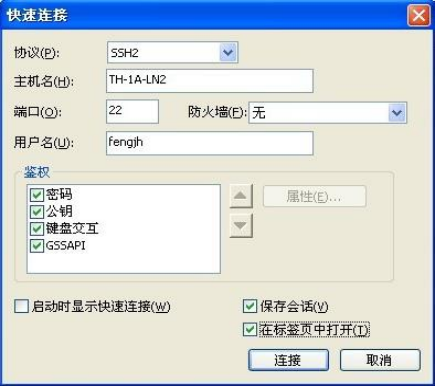 快速连接
协议(P): SSH2
主机名(H): TH-1A-LN2
端口(O): 22 防火墙(F): 无
用户名(U): fengjh
鉴权
密码
公钥
键盘交互
GSSAPI
属性(E)...
启动时显示快速连接(W) 保存会话(V)
在标签页中打开(T)
连接 取消